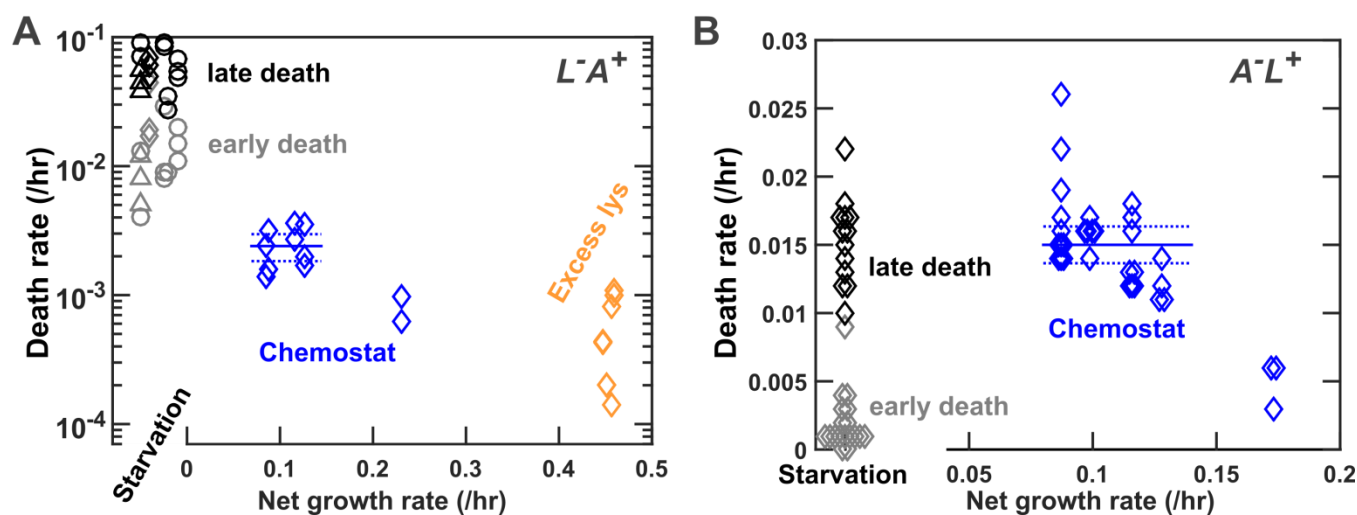 A
L⁻A⁺
Death rate (/hr)
10⁻¹
10⁻²
10⁻³
10⁻⁴
late death
early death
Chemostat
Excess lys
Starvation
0
0.1
0.2
0.3
0.4
0.5
Net growth rate (/hr)
B
A⁻L⁺
Death rate (/hr)
0.03
0.025
0.02
0.015
0.01
0.005
0
late death
early death
Chemostat
Starvation
0.05
0.1
0.15
0.2
Net growth rate (/hr)